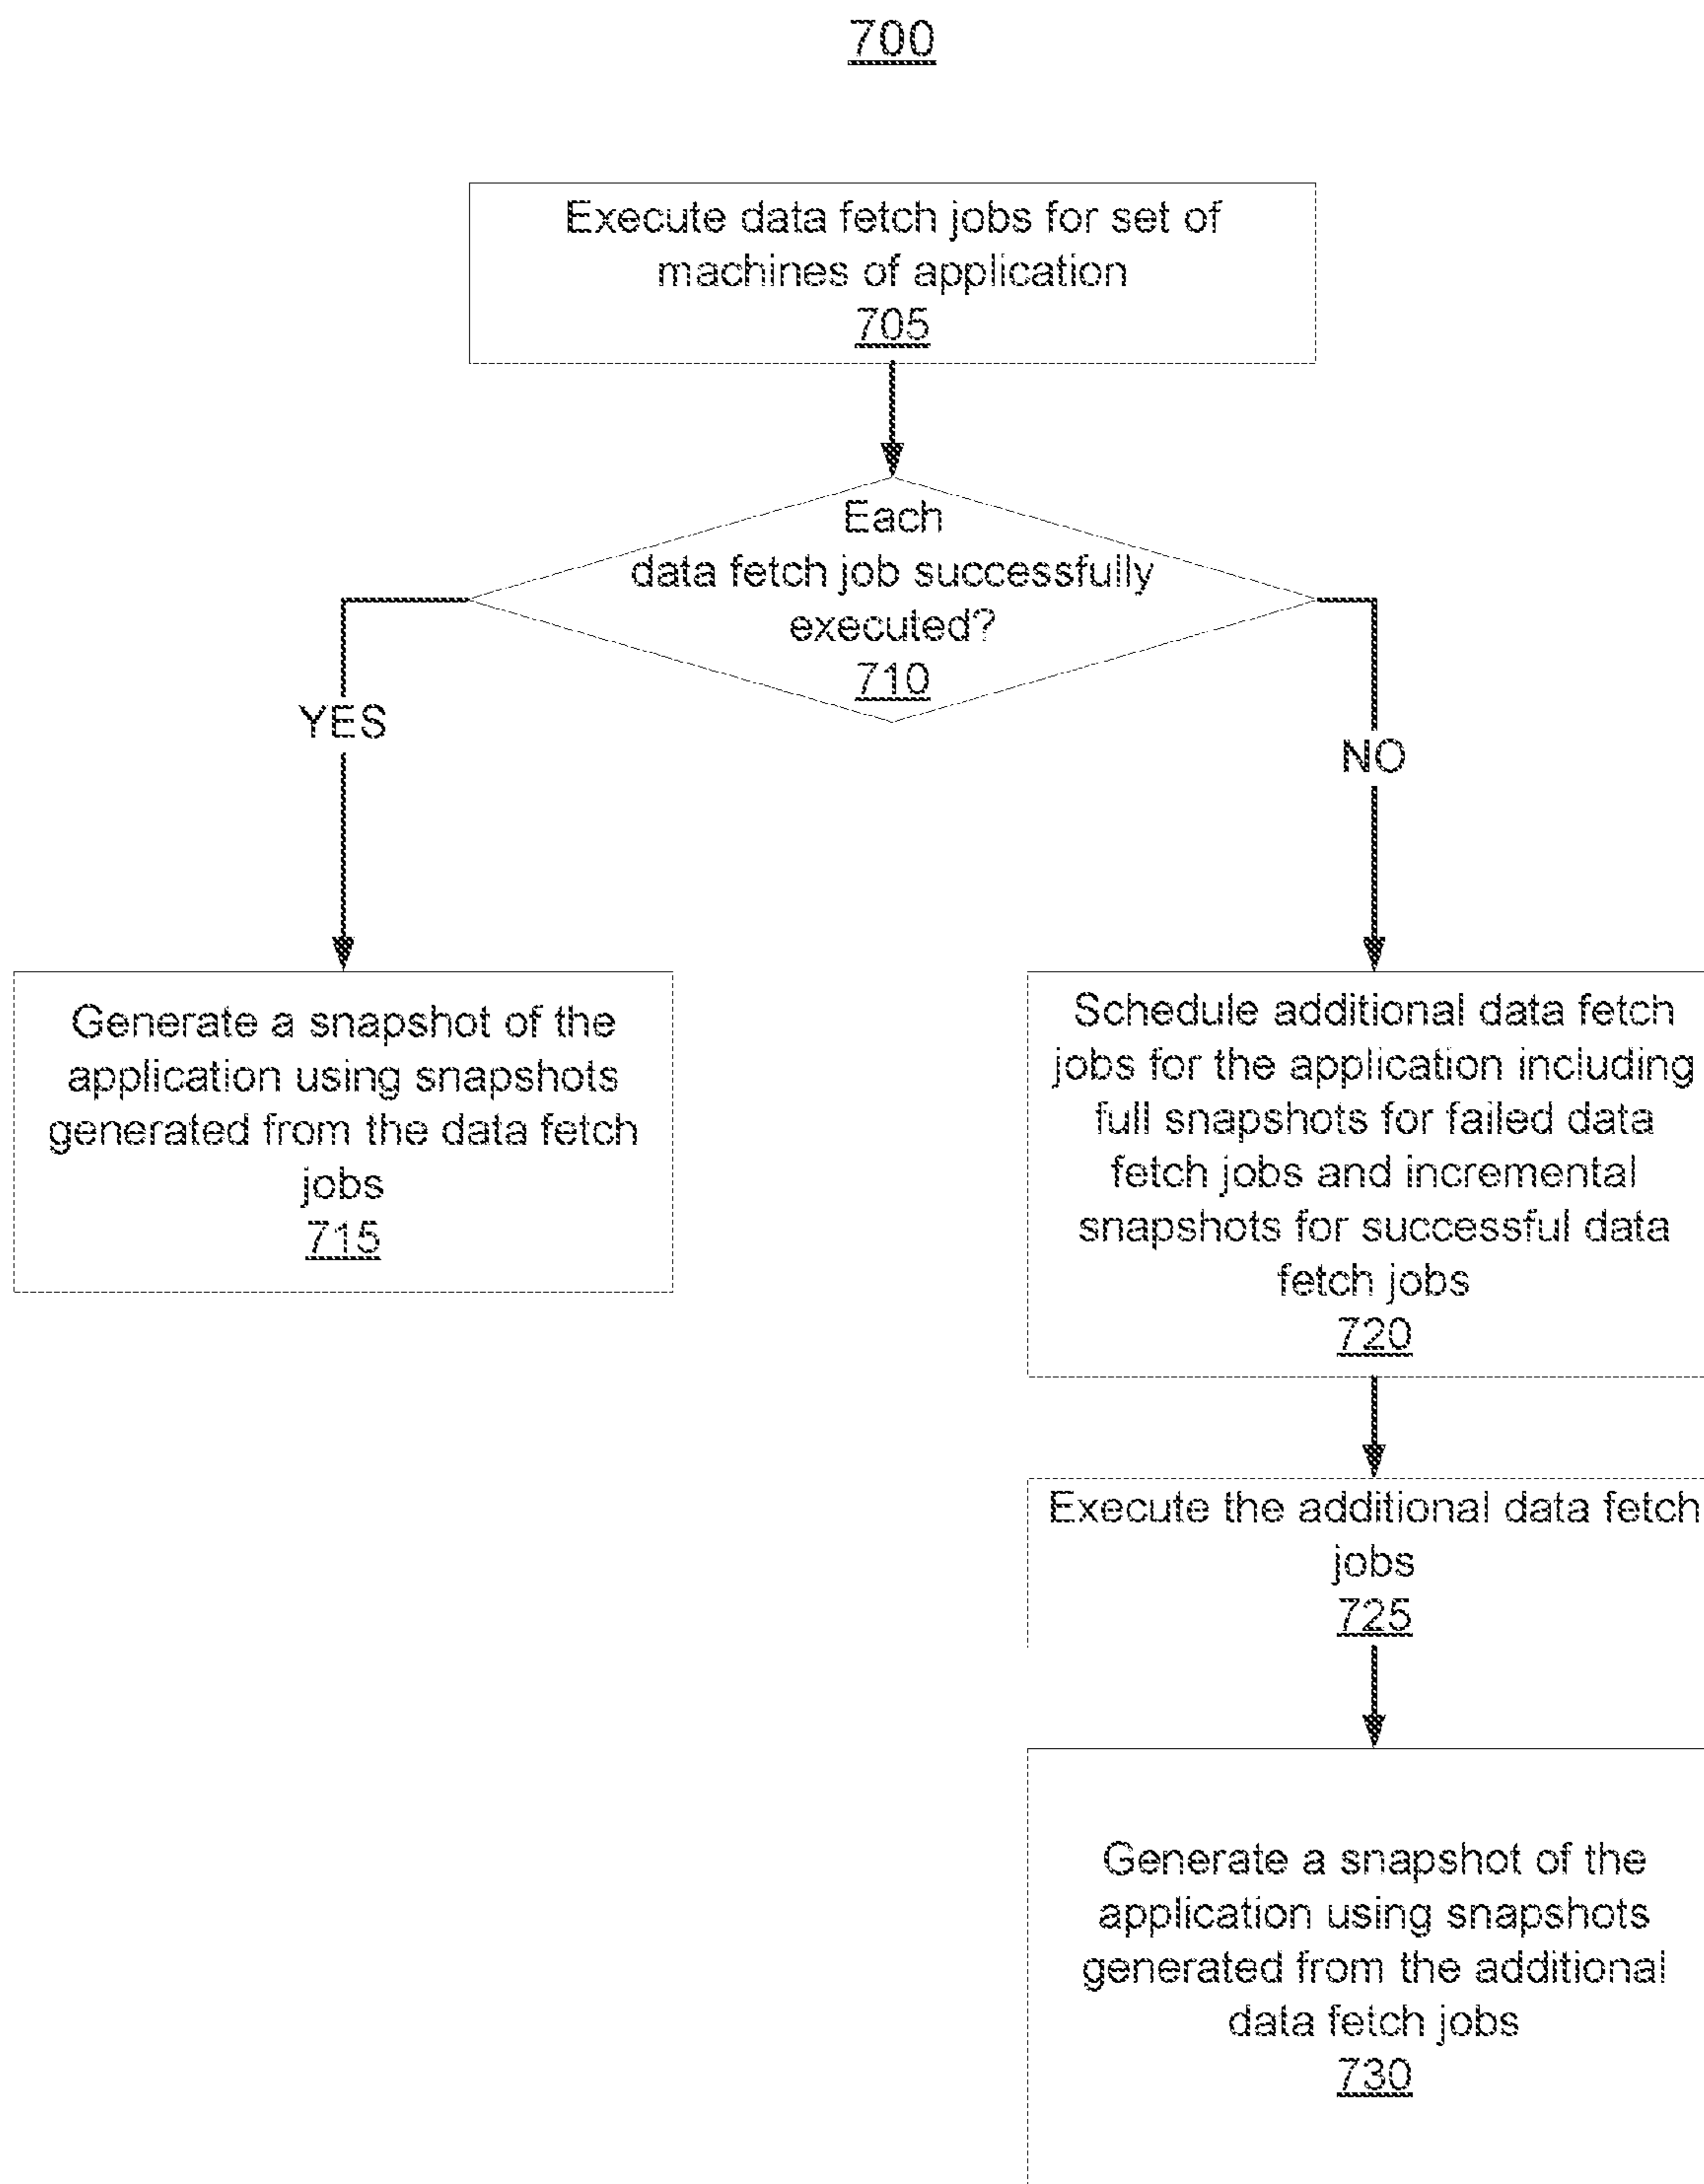 700
Execute data fetch jobs for set of
machines of application
705
Each
data fetch job successfully
executed?
710
YES
NO
Generate a snapshot of the
application using snapshots
generated from the data fetch
jobs
715
Schedule additional data fetch
jobs for the application including
full snapshots for failed data
fetch jobs and incremental
snapshots for successful data
fetch jobs
720
Execute the additional data fetch
jobs
725
Generate a snapshot of the
application using snapshots
generated from the additional
data fetch jobs
730